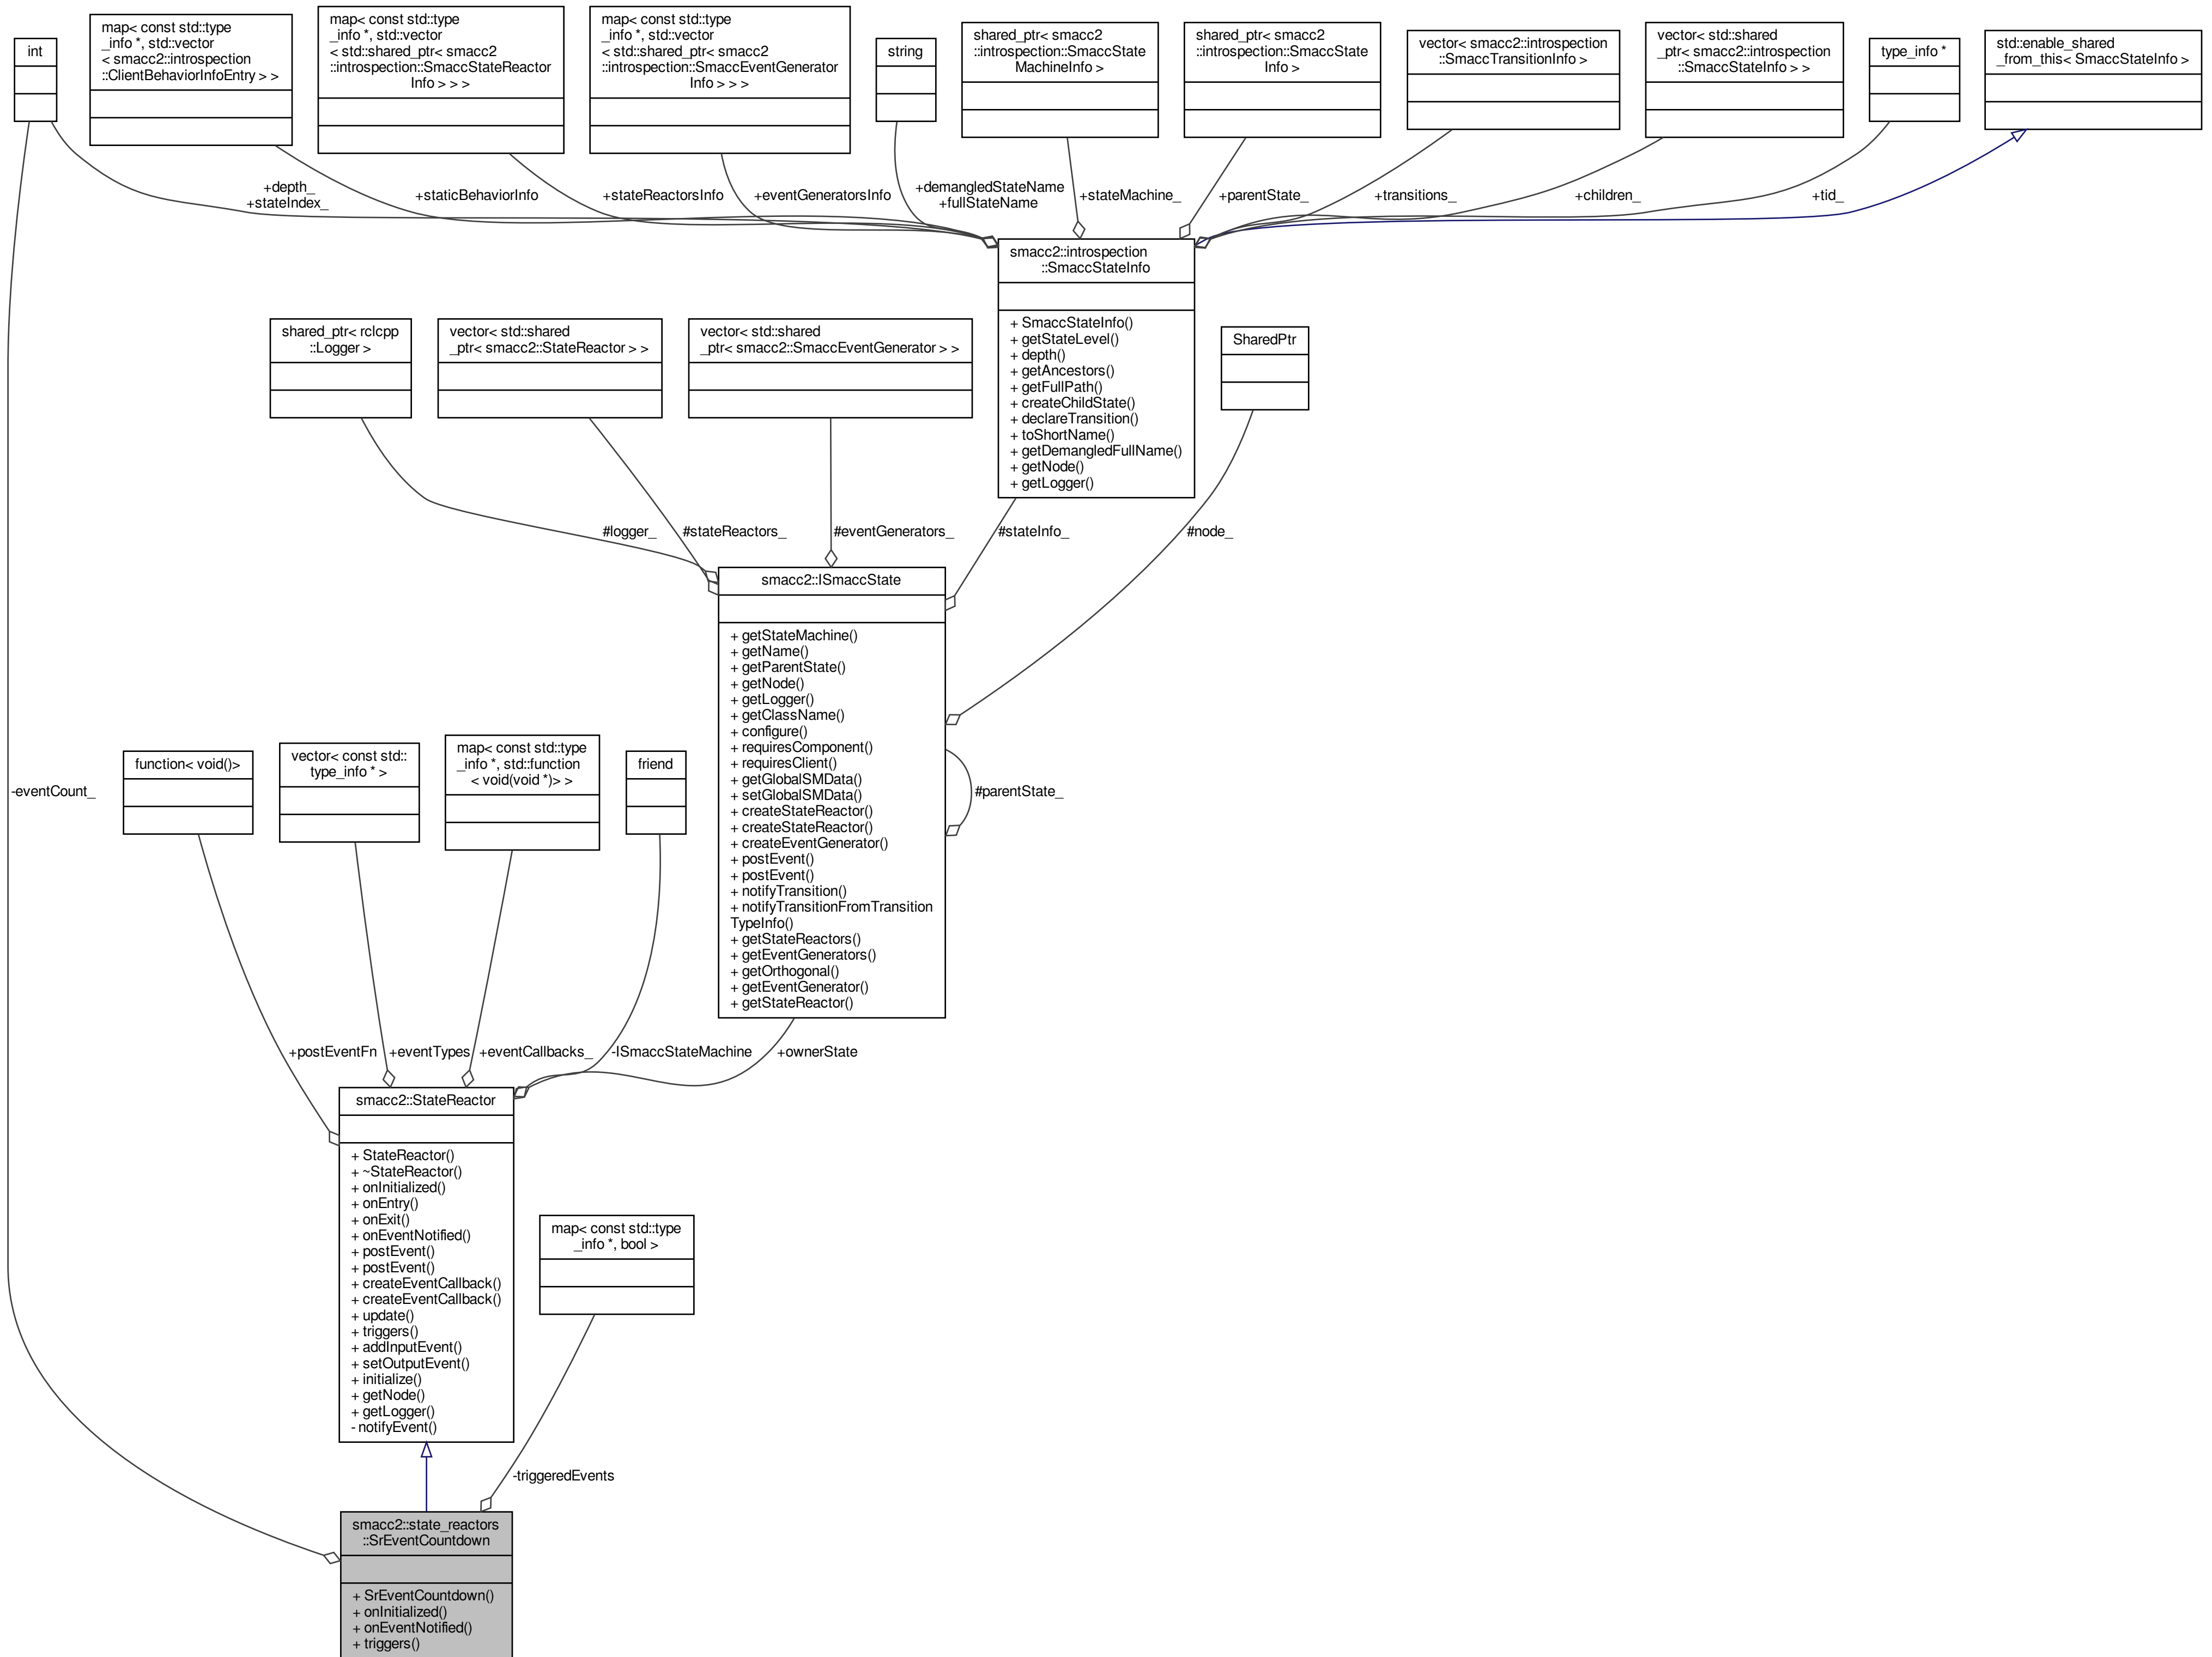 int
map< const std::type
_info *, std::vector
< smacc2::introspection
::ClientBehaviorInfoEntry > >
map< const std::type
_info *, std::vector
< std::shared_ptr< smacc2
::introspection::SmaccStateReactor
Info > > >
map< const std::type
_info *, std::vector
< std::shared_ptr< smacc2
::introspection::SmaccEventGenerator
Info > > >
string
shared_ptr< smacc2
::introspection::SmaccState
MachineInfo >
shared_ptr< smacc2
::introspection::SmaccState
Info >
vector< smacc2::introspection
::SmaccTransitionInfo >
vector< std::shared
_ptr< smacc2::introspection
::SmaccStateInfo > >
type_info *
std::enable_shared
_from_this< SmaccStateInfo >
+depth_
+stateIndex_
+staticBehaviorInfo
+stateReactorsInfo
+eventGeneratorsInfo
+demangledStateName
+fullStateName
+stateMachine_
+parentState_
+transitions_
+children_
+tid_
smacc2::introspection
::SmaccStateInfo
+ SmaccStateInfo()
+ getStateLevel()
+ depth()
+ getAncestors()
+ getFullPath()
+ createChildState()
+ declareTransition()
+ toShortName()
+ getDemangledFullName()
+ getNode()
+ getLogger()
shared_ptr< rclcpp
::Logger >
vector< std::shared
_ptr< smacc2::StateReactor > >
vector< std::shared
_ptr< smacc2::SmaccEventGenerator > >
SharedPtr
#logger_
#stateReactors_
#eventGenerators_
#stateInfo_
#node_
smacc2::ISmaccState
+ getStateMachine()
+ getName()
+ getParentState()
+ getNode()
+ getLogger()
+ getClassName()
+ configure()
+ requiresComponent()
+ requiresClient()
+ getGlobalSMData()
+ setGlobalSMData()
+ createStateReactor()
+ createStateReactor()
+ createEventGenerator()
+ postEvent()
+ postEvent()
+ notifyTransition()
+ notifyTransitionFromTransition
TypeInfo()
+ getStateReactors()
+ getEventGenerators()
+ getOrthogonal()
+ getEventGenerator()
+ getStateReactor()
#parentState_
-eventCount_
function< void()>
vector< const std::
type_info * >
map< const std::type
_info *, std::function
< void(void *)> >
friend
+postEventFn
+eventTypes
+eventCallbacks_
-ISmaccStateMachine
+ownerState
smacc2::StateReactor
+ StateReactor()
+ ~StateReactor()
+ onInitialized()
+ onEntry()
+ onExit()
+ onEventNotified()
+ postEvent()
+ postEvent()
+ createEventCallback()
+ createEventCallback()
+ update()
+ triggers()
+ addInputEvent()
+ setOutputEvent()
+ initialize()
+ getNode()
+ getLogger()
- notifyEvent()
map< const std::type
_info *, bool >
-triggeredEvents
smacc2::state_reactors
::SrEventCountdown
+ SrEventCountdown()
+ onInitialized()
+ onEventNotified()
+ triggers()